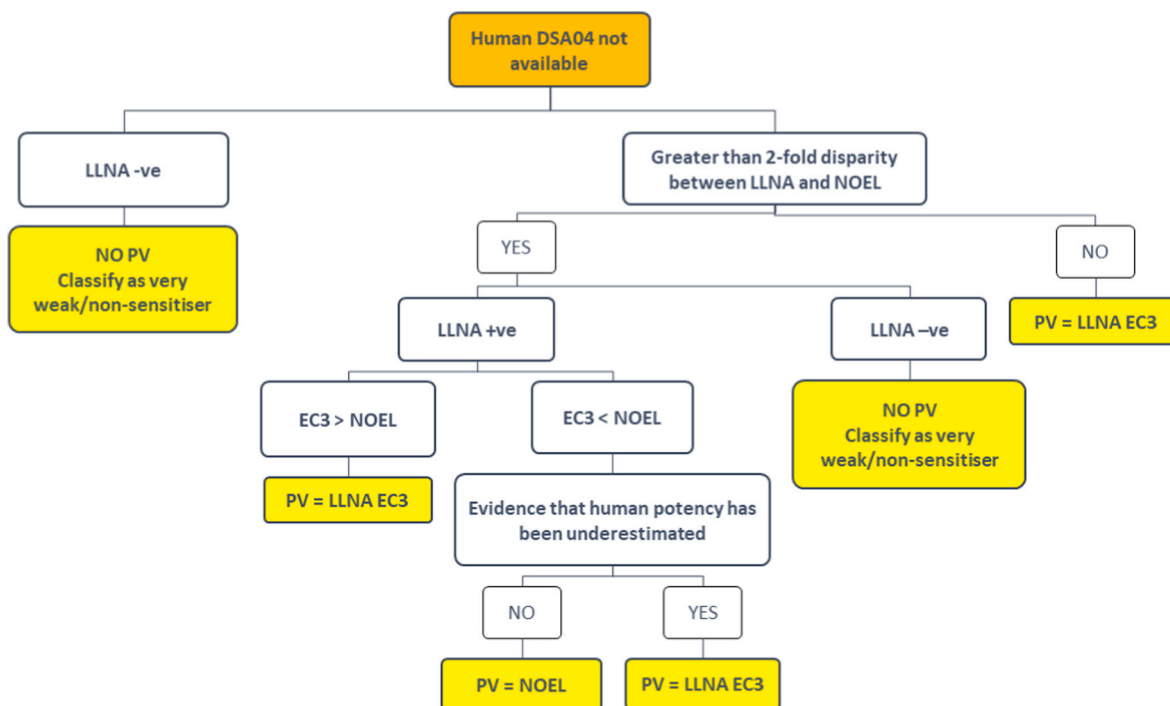 Human DSA04 not
available
LLNA -ve
Greater than 2-fold disparity
between LLNA and NOEL
NO PV
Classify as very
weak/non-sensitiser
YES
NO
LLNA +ve
LLNA –ve
PV = LLNA EC3
EC3 > NOEL
EC3 < NOEL
NO PV
Classify as very
weak/non-sensitiser
PV = LLNA EC3
Evidence that human potency has
been underestimated
NO
YES
PV = NOEL
PV = LLNA EC3